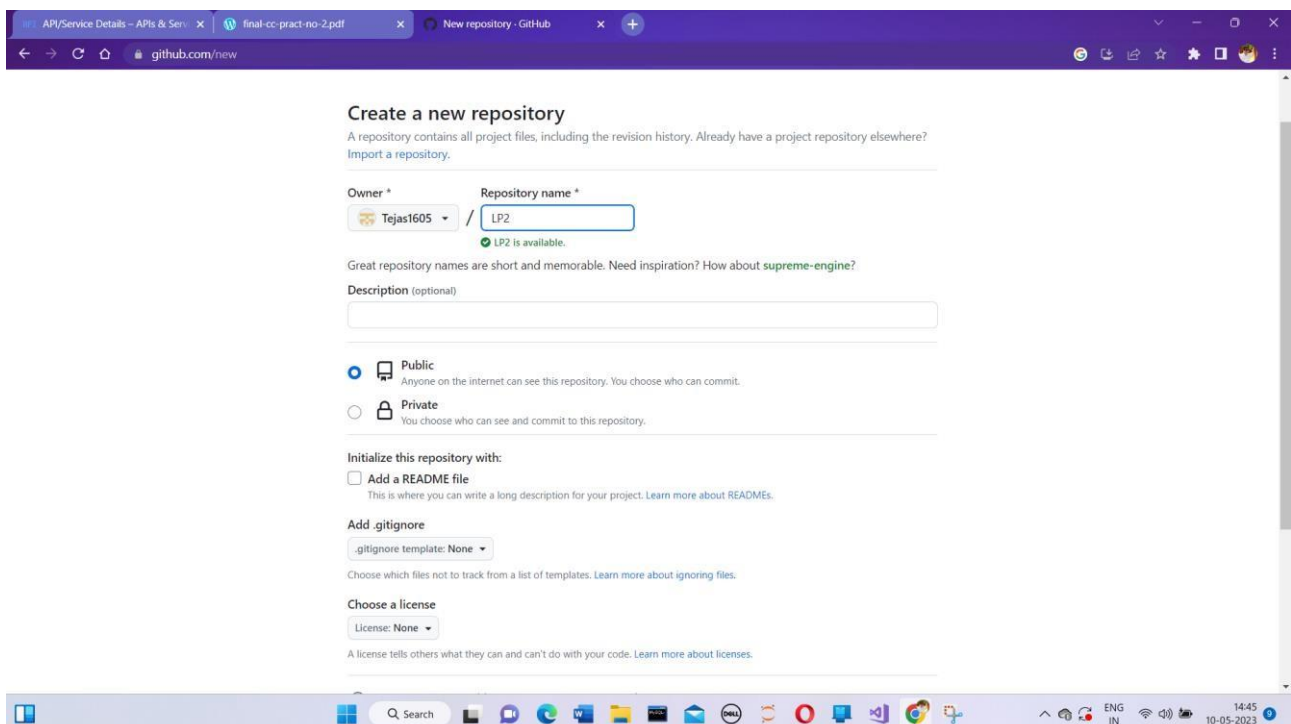 API/Service Details – APIs & Serv
final-cc-pract-no-2.pdf
New repository · GitHub
github.com/new
Create a new repository
A repository contains all project files, including the revision history. Already have a project repository elsewhere?
Import a repository.
Owner *
Repository name *
Tejas1605
/
LP2
LP2 is available.
Great repository names are short and memorable. Need inspiration? How about supreme-engine?
Description (optional)
Public
Anyone on the internet can see this repository. You choose who can commit.
Private
You choose who can see and commit to this repository.
Initialize this repository with:
Add a README file
This is where you can write a long description for your project. Learn more about READMEs.
Add .gitignore
.gitignore template: None
Choose which files not to track from a list of templates. Learn more about ignoring files.
Choose a license
License: None
A license tells others what they can and can't do with your code. Learn more about licenses.
Search
DELL
ENG
IN
14:45
10-05-2023
9